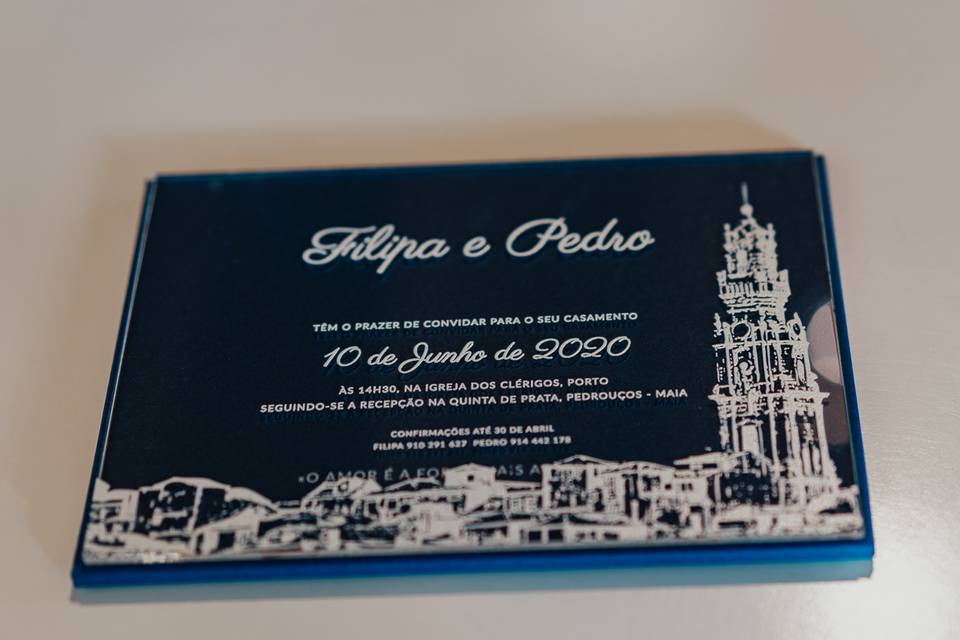 Filipa e Pedro
TÊM O PRAZER DE CONVIDAR PARA O SEU CASAMENTO
10 de Junho de 2020
ÀS 14H30, NA IGREJA DOS CLÉRIGOS, PORTO
SEGUINDO-SE A RECEPÇÃO NA QUINTA DE PRATA, PEDROUÇOS - MAIA
CONFIRMAÇÕES ATÉ 30 DE ABRIL
FILIPA 910 291 627 PEDRO 914 442 178
«O AMOR É A